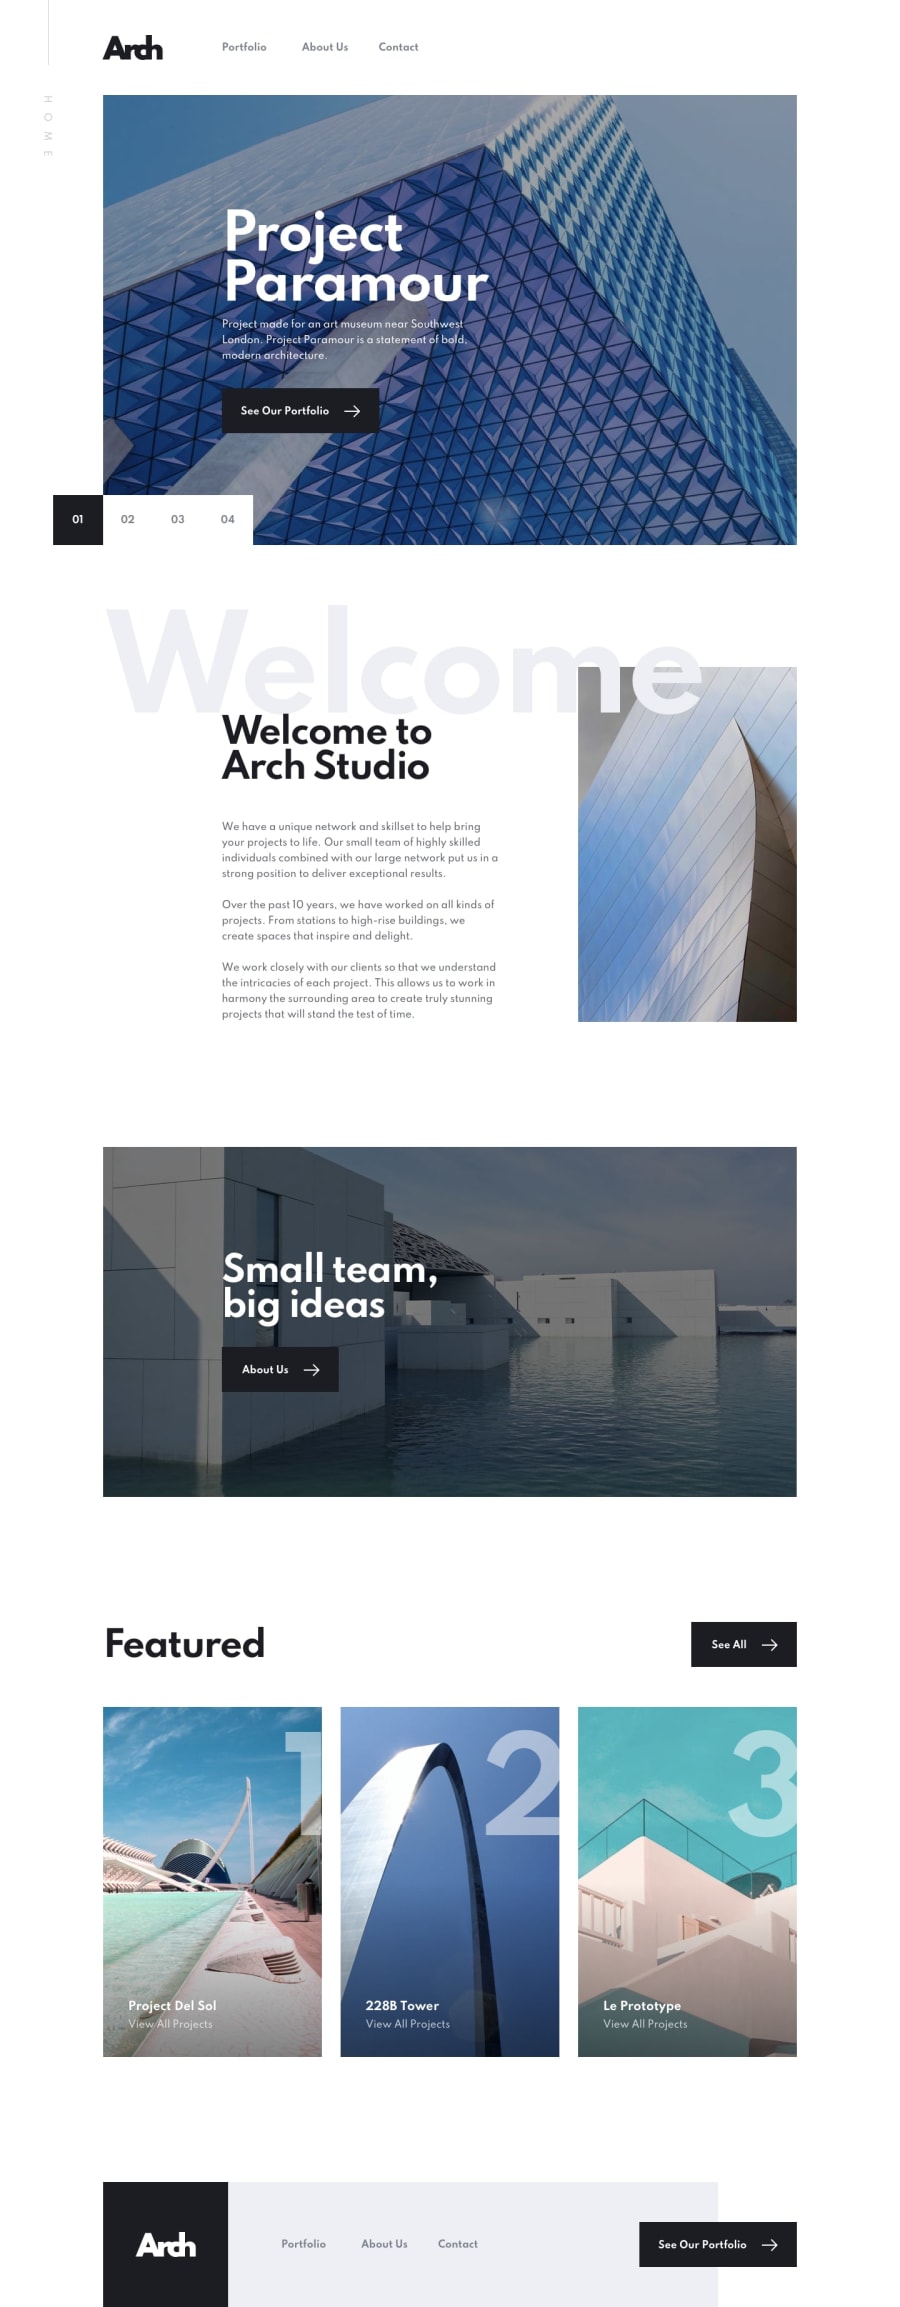 Arch
Portfolio
About Us
Contact
HOME
Project
Paramour
Project made for an art museum near Southwest
London. Project Paramour is a statement of bold,
modern architecture.
See Our Portfolio
01
02
03
04
Welcome
Welcome to
Arch Studio
We have a unique network and skillset to help bring
your projects to life. Our small team of highly skilled
individuals combined with our large network put us in a
strong position to deliver exceptional results.
Over the past 10 years, we have worked on all kinds of
projects. From stations to high-rise buildings, we
create spaces that inspire and delight.
We work closely with our clients so that we understand
the intricacies of each project. This allows us to work in
harmony the surrounding area to create truly stunning
projects that will stand the test of time.
Small team,
big ideas
About Us
Featured
See All
1
Project Del Sol
View All Projects
2
228B Tower
View All Projects
3
Le Prototype
View All Projects
Arch
Portfolio
About Us
Contact
See Our Portfolio